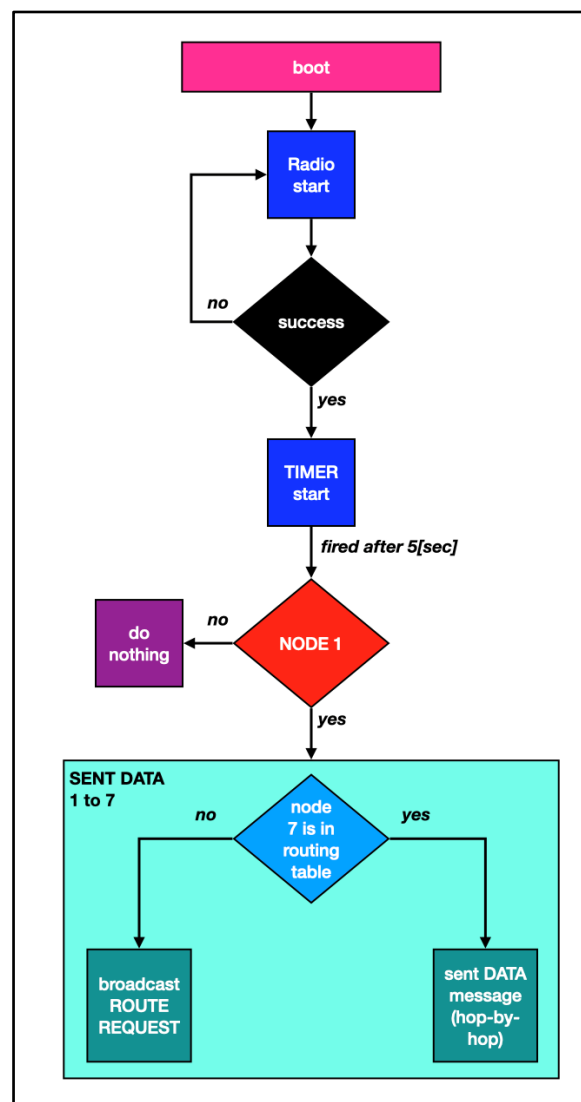 boot
Radio
start
no
success
yes
TIMER
start
fired after 5[sec]
no
do
nothing
NODE 1
yes
SENT DATA
1 to 7
no
node
7 is in
routing
table
yes
broadcast
ROUTE
REQUEST
sent DATA
message
(hop-by-
hop)